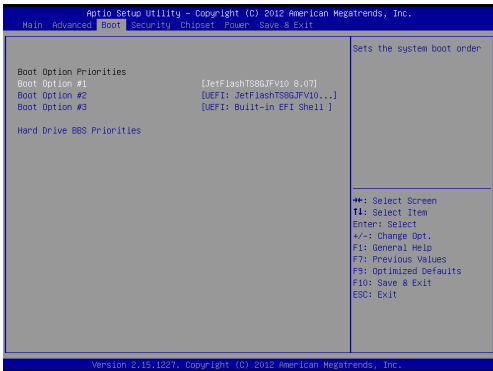 Aptio Setup Utility – Copyright (C) 2012 American Megatrends, Inc.
Main Advanced Boot Security Chipset Power Save & Exit
Sets the system boot order
Boot Option Priorities
Boot Option #1 [JetFlashTS8GJFV10 8.07]
Boot Option #2 [UEFI: JetFlashTS8GJFV10...]
Boot Option #3 [UEFI: Built-in EFI Shell ]
Hard Drive BBS Priorities
→←: Select Screen
↑↓: Select Item
Enter: Select
+/-: Change Opt.
F1: General Help
F7: Previous Values
F9: Optimized Defaults
F10: Save & Exit
ESC: Exit
Version 2.15.1227. Copyright (C) 2012 American Megatrends, Inc.